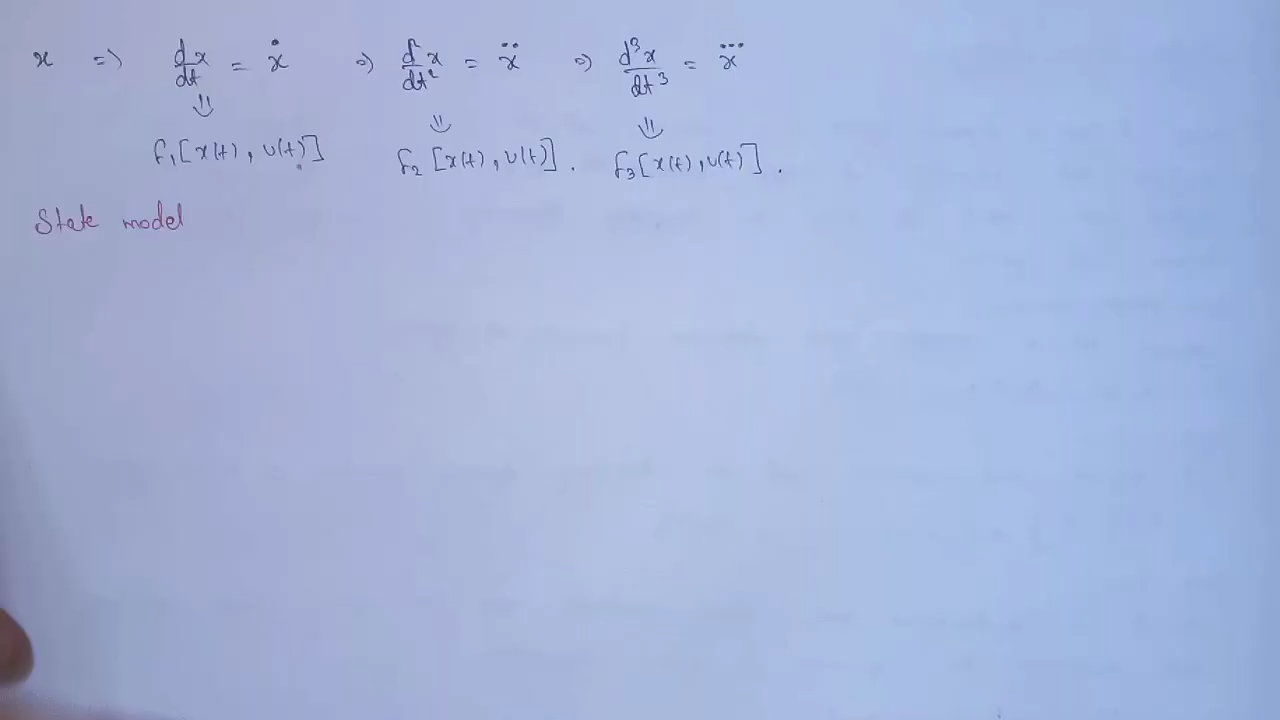 x => dx/dt = ẋ => d²x/dt² = ẍ => d³x/dt³ = x⃛
f₁[x(t), u(t)] f₂[x(t), u(t)]. f₃[x(t), u(t)].
State model